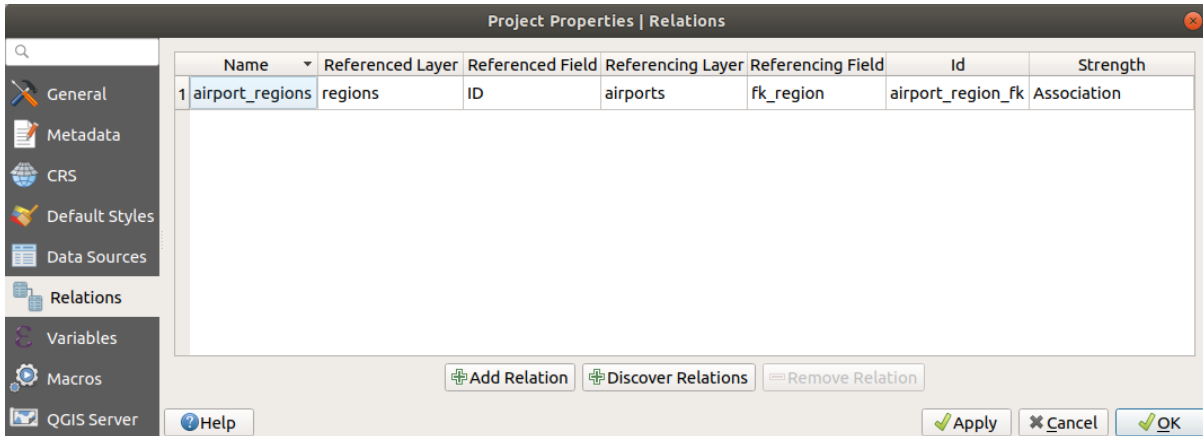 Project Properties | Relations
General
Metadata
CRS
Default Styles
Data Sources
Relations
Variables
Macros
QGIS Server
Name Referenced Layer Referenced Field Referencing Layer Referencing Field Id Strength
1 airport_regions regions ID airports fk_region airport_region_fk Association
Add Relation Discover Relations Remove Relation
Help Apply Cancel OK